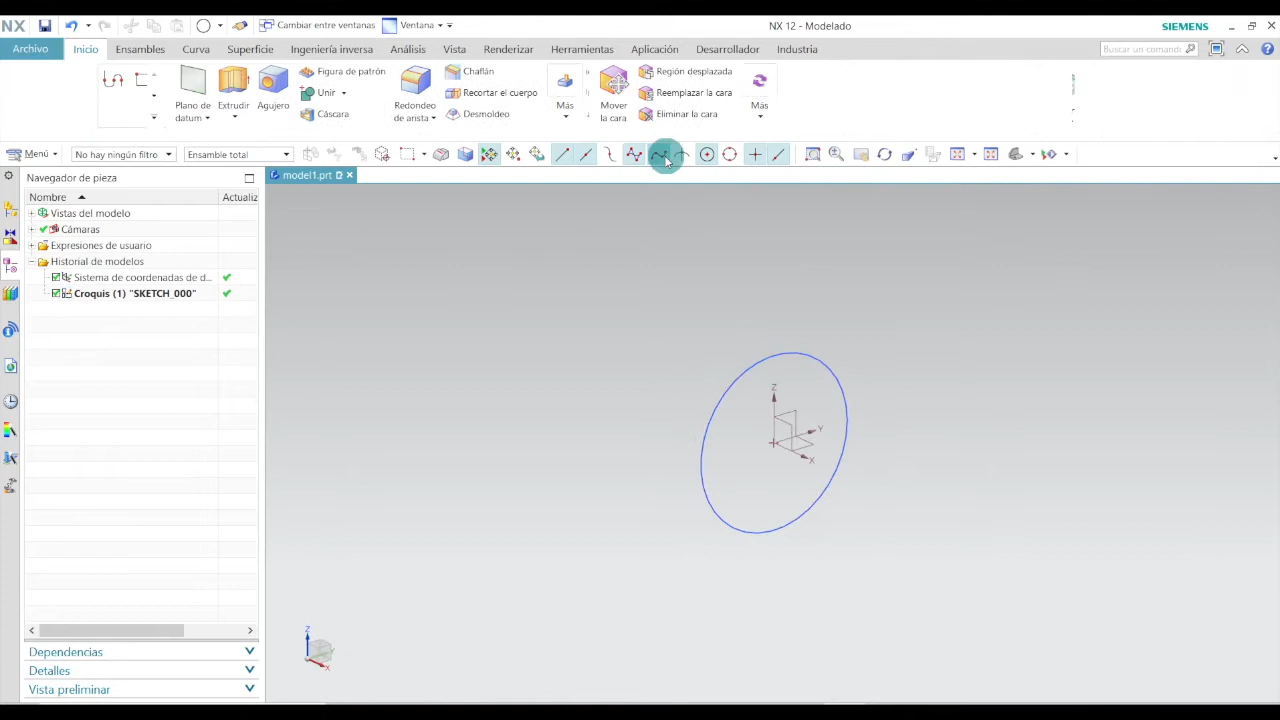 NX
Cambiar entre ventanas
Ventana
NX 12 - Modelado
SIEMENS
Archivo
Inicio
Ensambles
Curva
Superficie
Ingeniería inversa
Análisis
Vista
Renderizar
Herramientas
Aplicación
Desarrollador
Industria
Buscar un comando
Plano de datum
Extrudir
Agujero
Figura de patrón
Unir
Cáscara
Redondeo de arista
Chaflán
Recortar el cuerpo
Desmoldeo
Más
Mover la cara
Región desplazada
Reemplazar la cara
Eliminar la cara
Más
Menú
No hay ningún filtro
Ensamble total
Navegador de pieza
model1.prt
Nombre
Actualiz
Vistas del modelo
Cámaras
Expresiones de usuario
Historial de modelos
Sistema de coordenadas de d...
Croquis (1) "SKETCH_000"
Z
Y
X
Z
Y
X
Dependencias
Detalles
Vista preliminar